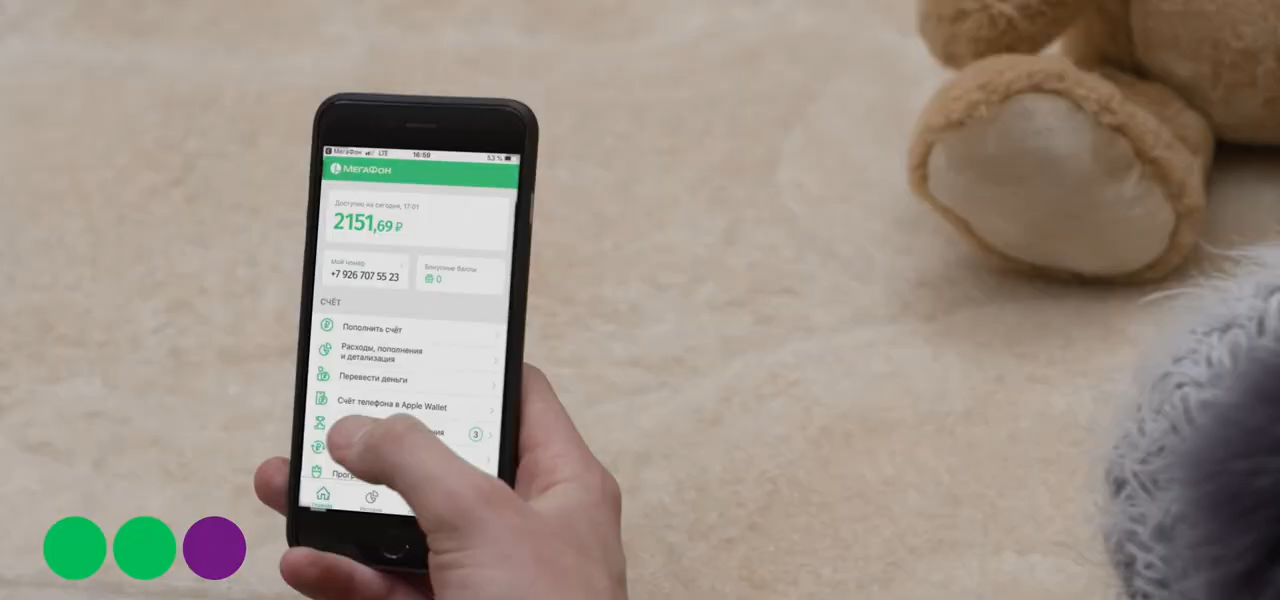 МегаФон LTE 16:59 53 %
МегаФон
Доступно на сегодня, 17:01
2151,69 ₽
Мой номер
+7 926 707 55 23
Бонусные баллы
0
СЧЁТ
Пополнить счёт
Расходы, пополнения
и детализация
Перевести деньги
Счёт телефона в Apple Wallet
3